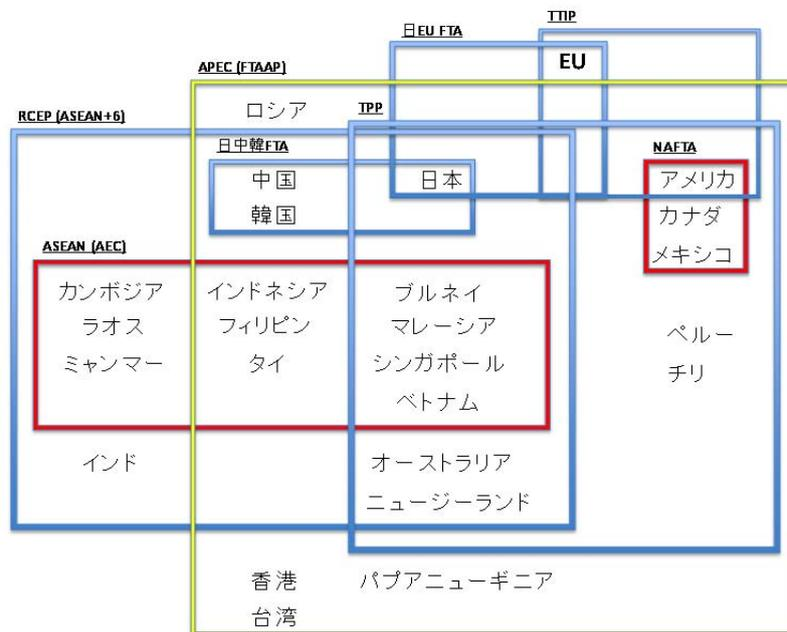 TTIP
日EU FTA
EU
APEC (FTAAP)
ロシア
TPP
RCEP (ASEAN+6)
日中韓FTA
NAFTA
中国
日本
アメリカ
韓国
カナダ
メキシコ
ASEAN (AEC)
カンボジア
インドネシア
ブルネイ
ラオス
フィリピン
マレーシア
ペルー
ミャンマー
タイ
シンガポール
チリ
ベトナム
インド
オーストラリア
ニュージーランド
香港
パプアニューギニア
台湾